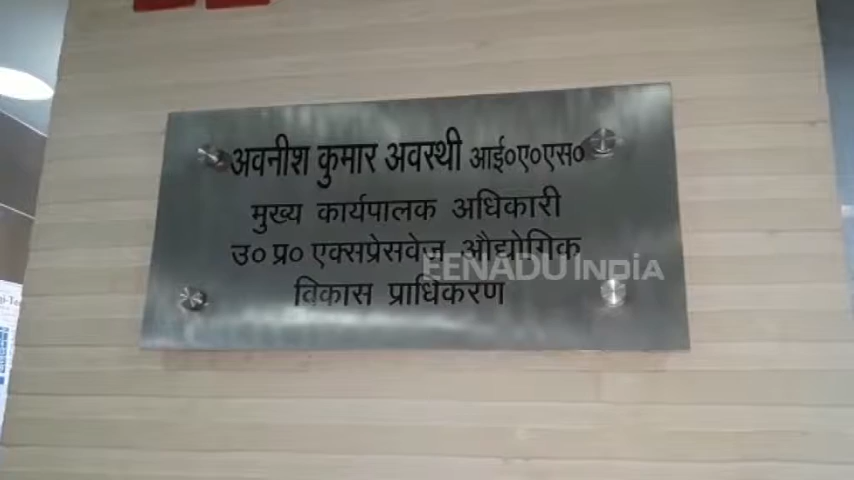 अवनीश कुमार अवस्थी आई०ए०एस०
मुख्य कार्यपालक अधिकारी
उ० प्र० एक्सप्रेसवेज औद्योगिक
विकास प्राधिकरण
EENADU INDIA